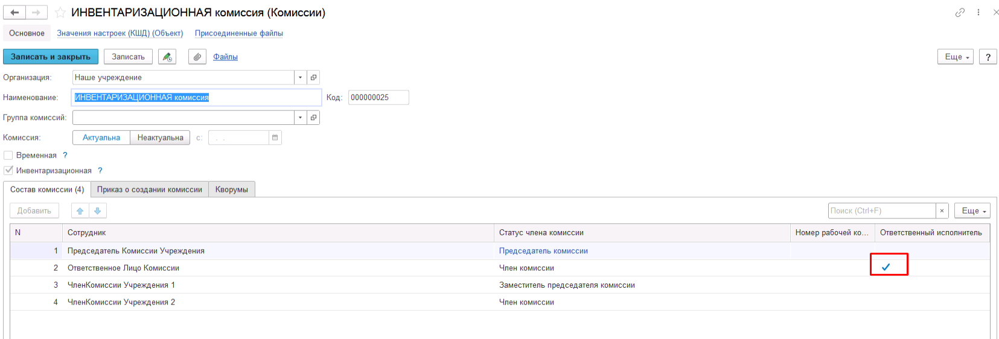 ИНВЕНТАРИЗАЦИОННАЯ комиссия (Комиссии)
Основное Значения настроек (КШД) (Объект) Присоединенные файлы
Записать и закрыть Записать Файлы Еще ?
Организация: Наше учреждение
Наименование: ИНВЕНТАРИЗАЦИОННАЯ комиссия Код: 000000025
Группа комиссий:
Комиссия: Актуальна Неактуальна с: . .
Временная ?
Инвентаризационная ?
Состав комиссии (4) Приказ о создании комиссии Кворумы
Добавить Поиск (Ctrl+F) × Еще
N Сотрудник Статус члена комиссии Номер рабочей ко... Ответственный исполнитель
1 Председатель Комиссии Учреждения Председатель комиссии
2 Ответственное Лицо Комиссии Член комиссии
3 ЧленКомиссии Учреждения 1 Заместитель председателя комиссии
4 ЧленКомиссии Учреждения 2 Член комиссии